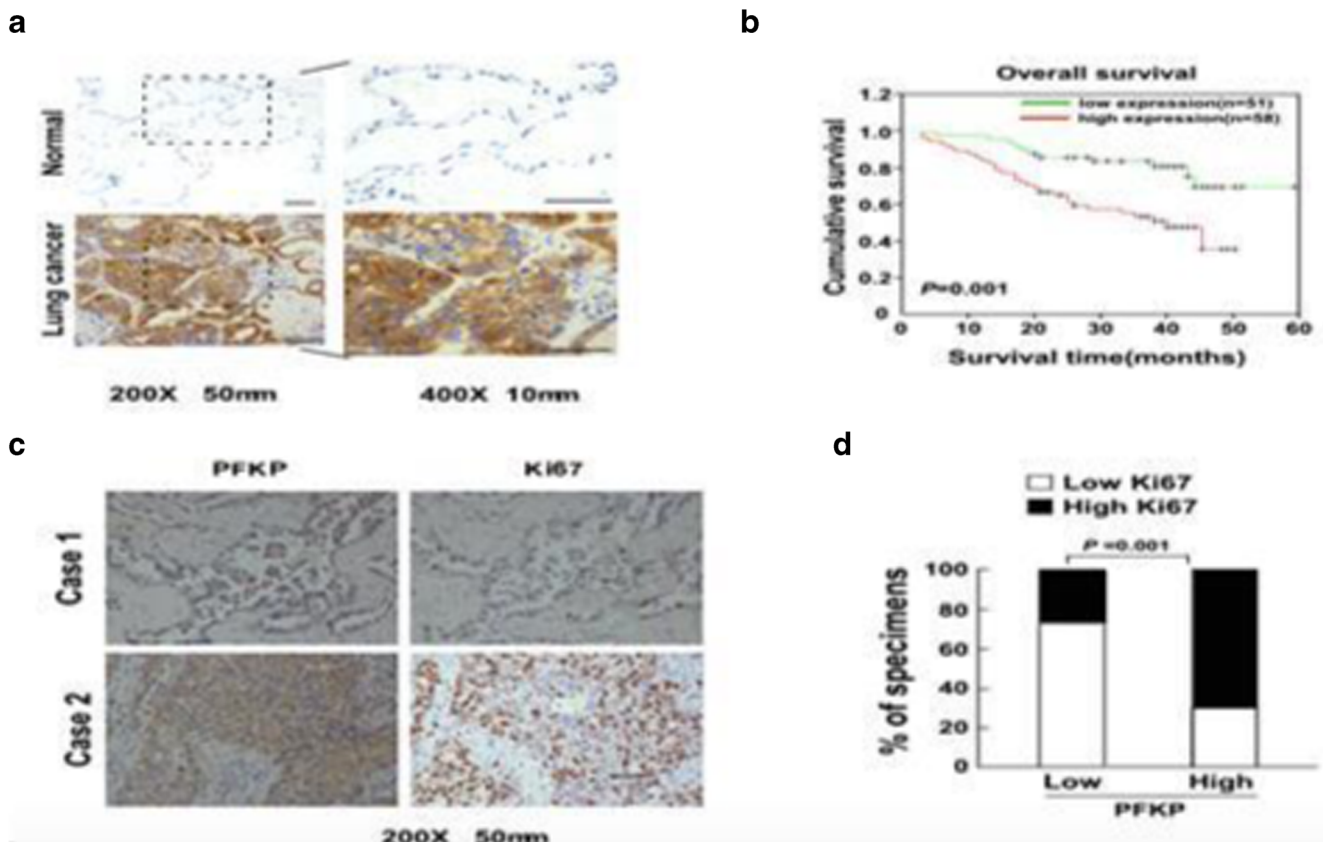 a
Normal
Lung cancer
200X 50mm
400X 10mm
b
Overall survival
low expression(n=51)
high expression(n=58)
Cumulative survival
1.2
1.0
0.8
0.6
0.4
0.2
0
P=0.001
0 10 20 30 40 50 60
Survival time(months)
c
PFKP Ki67
Case 1
Case 2
200X 50mm
d
Low Ki67
High Ki67
P =0.001
% of specimens
100
80
60
40
20
0
Low High
PFKP